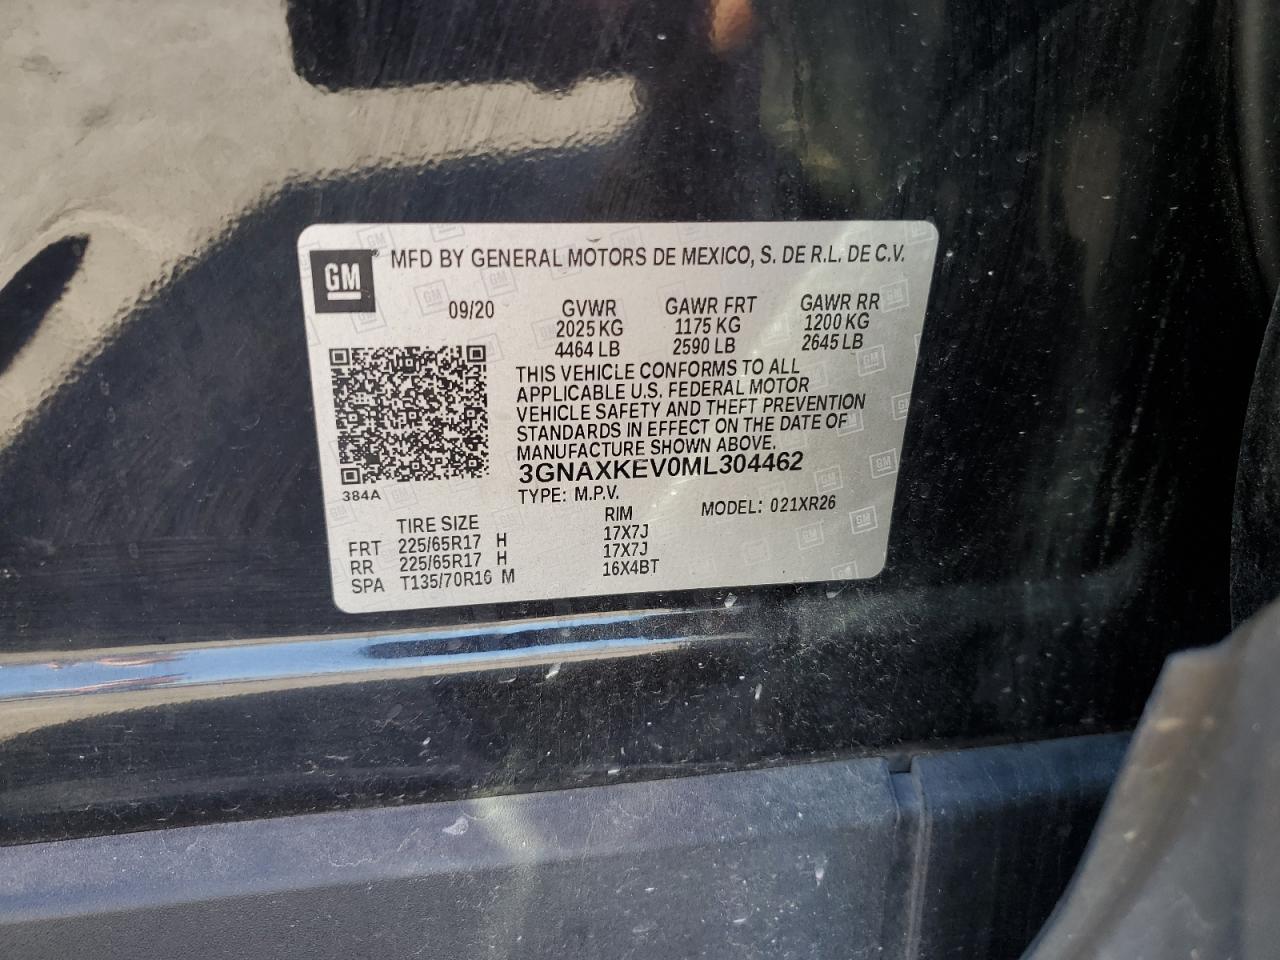 GM
MFD BY GENERAL MOTORS DE MEXICO, S. DE R.L. DE C.V.
09/20 GVWR GAWR FRT GAWR RR
2025 KG 1175 KG 1200 KG
4464 LB 2590 LB 2645 LB
THIS VEHICLE CONFORMS TO ALL
APPLICABLE U.S. FEDERAL MOTOR
VEHICLE SAFETY AND THEFT PREVENTION
STANDARDS IN EFFECT ON THE DATE OF
MANUFACTURE SHOWN ABOVE.
3GNAXKEV0ML304462
384A
TYPE: M.P.V. MODEL: 021XR26
TIRE SIZE RIM
FRT 225/65R17 H 17X7J
RR 225/65R17 H 17X7J
SPA T135/70R16 M 16X4BT